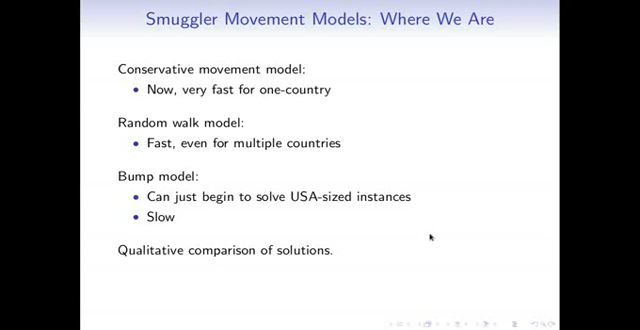 Smuggler Movement Models: Where We Are
Conservative movement model:
• Now, very fast for one-country
Random walk model:
• Fast, even for multiple countries
Bump model:
• Can just begin to solve USA-sized instances
• Slow
Qualitative comparison of solutions.